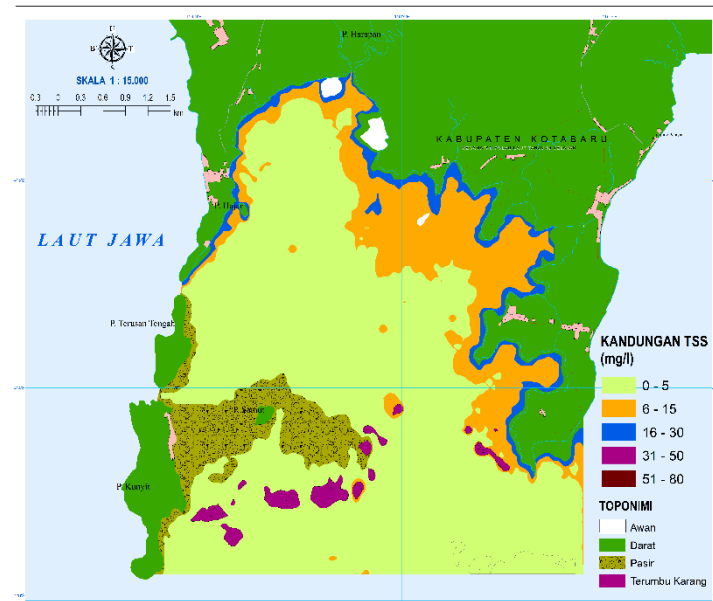 U
B
T
S
SKALA 1 : 15.000
0.3 0 0.3 0.6 0.9 1.2 1.5
km
P. Harapan
KABUPATEN KOTABARU
LAUT JAWA
P. Terusan Tengah
P. Kunyit
KANDUNGAN TSS
(mg/l)
0 - 5
6 - 15
16 - 30
31 - 50
51 - 80
TOPONIMI
Awan
Darat
Pasir
Terumbu Karang